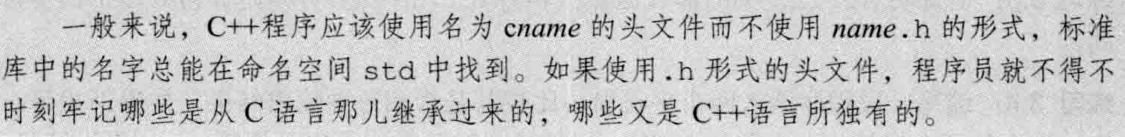 一般来说，C++程序应该使用名为 cname 的头文件而不使用 name.h 的形式，标准
库中的名字总能在命名空间 std 中找到。如果使用.h 形式的头文件，程序员就不得不
时刻牢记哪些是从 C 语言那儿继承过来的，哪些又是 C++语言所独有的。